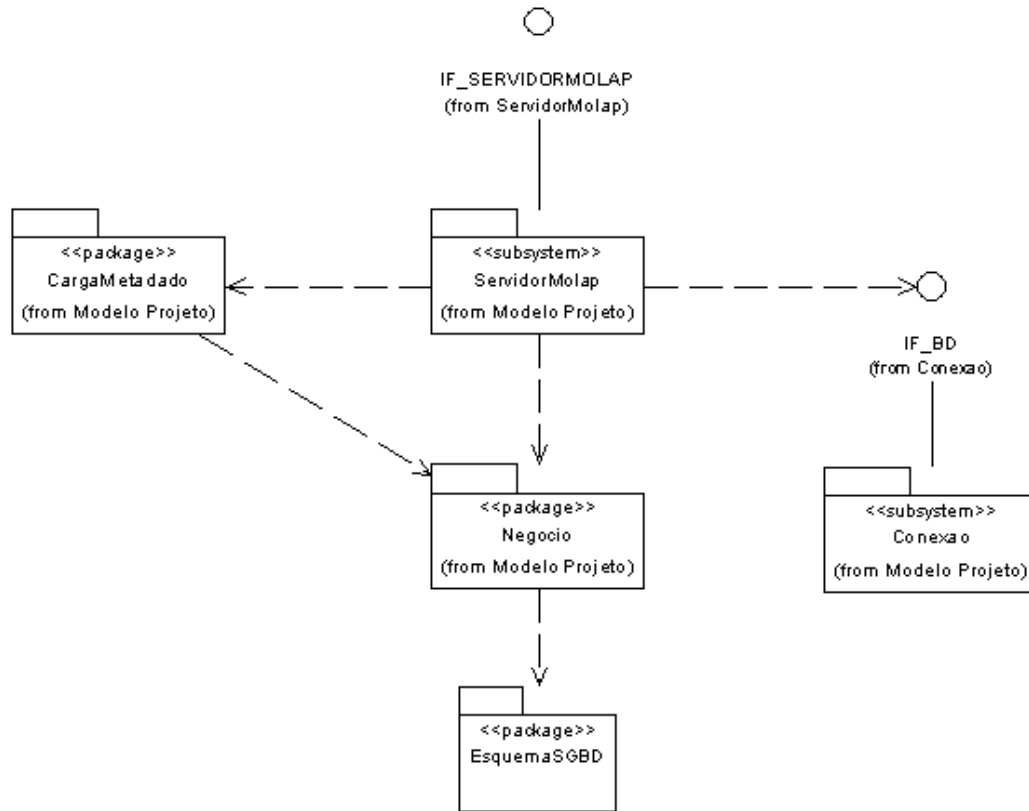 IF_SERVIDORMOLAP
(from ServidorMolap)
<<package>>
CargaMetadado
(from Modelo Projeto)
<<subsystem>>
ServidorMolap
(from Modelo Projeto)
IF_BD
(from Conexao)
<<package>>
Negocio
(from Modelo Projeto)
<<subsystem>>
Conexao
(from Modelo Projeto)
<<package>>
EsquemaSGBD